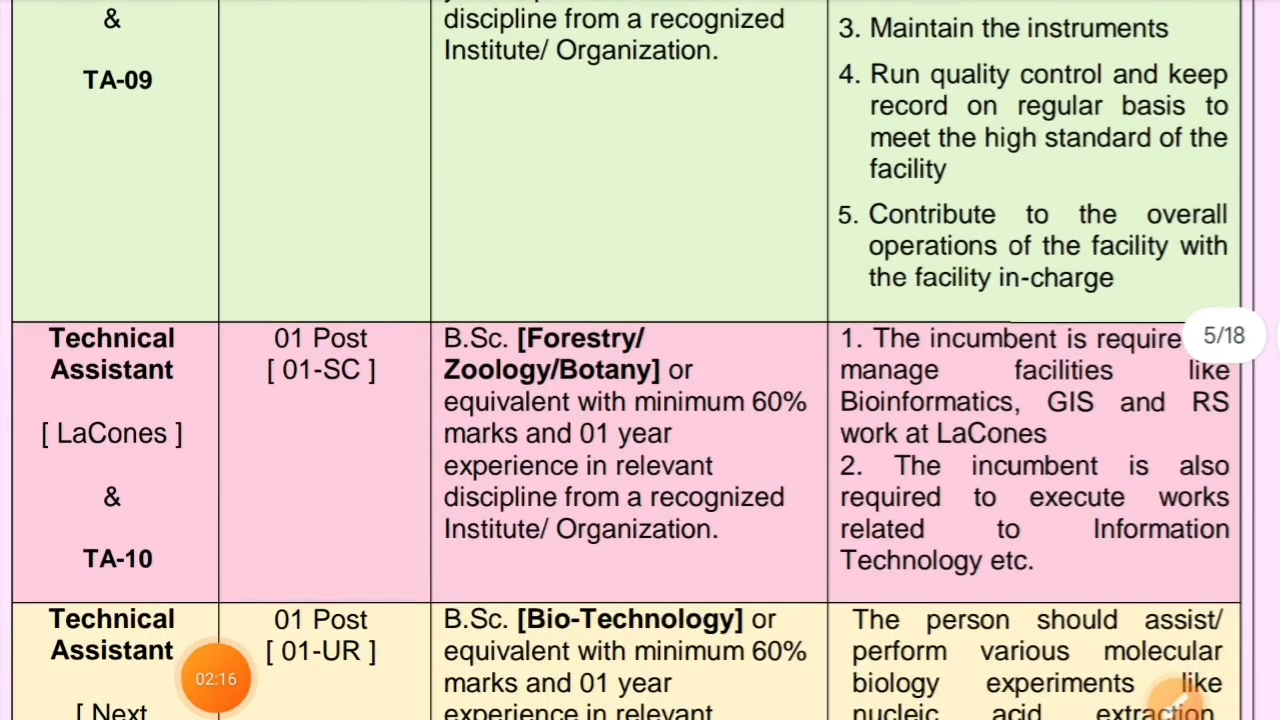 &
TA-09
discipline from a recognized
Institute/ Organization.
3. Maintain the instruments
4. Run quality control and keep
record on regular basis to
meet the high standard of the
facility
5. Contribute to the overall
operations of the facility with
the facility in-charge
Technical
Assistant
[ LaCones ]
&
TA-10
01 Post
[ 01-SC ]
B.Sc. [Forestry/
Zoology/Botany] or
equivalent with minimum 60%
marks and 01 year
experience in relevant
discipline from a recognized
Institute/ Organization.
1. The incumbent is require
manage facilities like
Bioinformatics, GIS and RS
work at LaCones
2. The incumbent is also
required to execute works
related to Information
Technology etc.
5/18
Technical
Assistant
[ Next
01 Post
[ 01-UR ]
B.Sc. [Bio-Technology] or
equivalent with minimum 60%
marks and 01 year
experience in relevant
The person should assist/
perform various molecular
biology experiments like
nucleic acid extraction
02:16